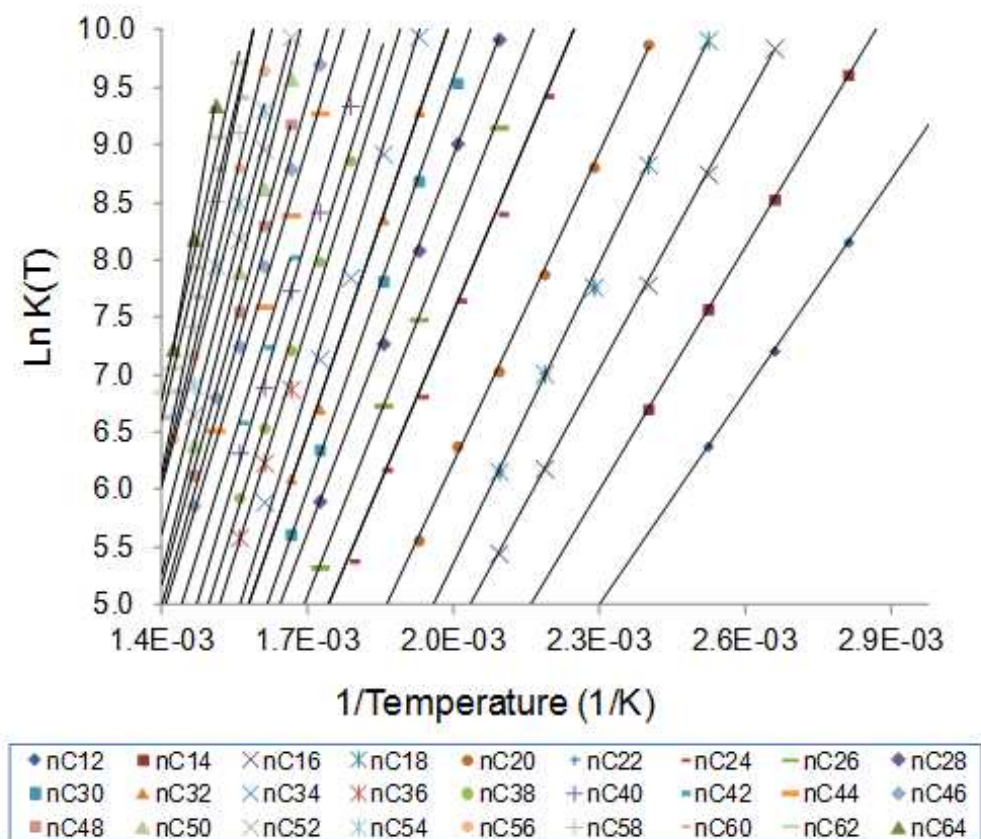 10.0
9.5
9.0
8.5
8.0
7.5
7.0
6.5
6.0
5.5
5.0
Ln K(T)
1.4E-03 1.7E-03 2.0E-03 2.3E-03 2.6E-03 2.9E-03
1/Temperature (1/K)
nC12 nC14 nC16 nC18 nC20 nC22 nC24 nC26 nC28
nC30 nC32 nC34 nC36 nC38 nC40 nC42 nC44 nC46
nC48 nC50 nC52 nC54 nC56 nC58 nC60 nC62 nC64